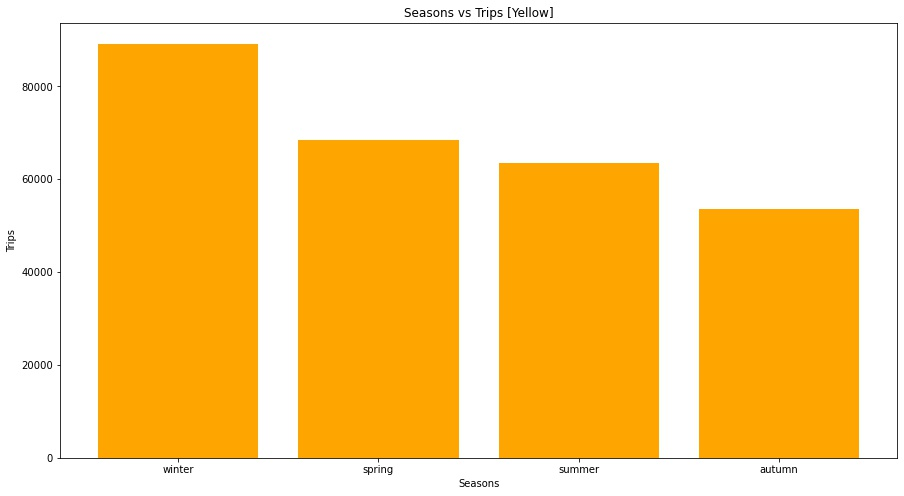 Seasons vs Trips [Yellow]
80000
60000
40000
20000
0
Trips
winter spring summer autumn
Seasons